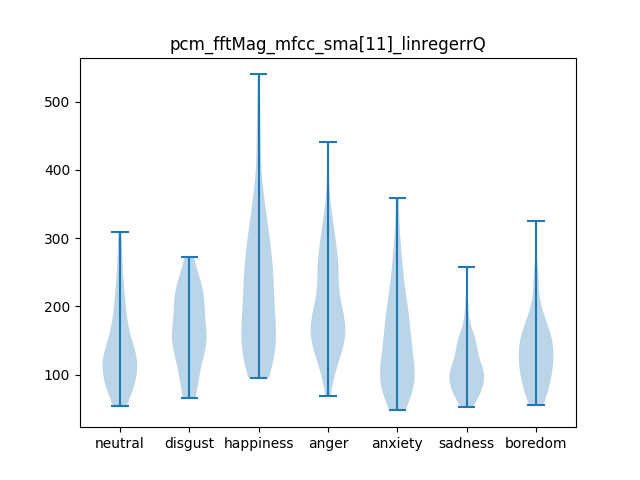 pcm_fftMag_mfcc_sma[11]_linregerrQ
500
400
300
200
100
neutral disgust happiness anger anxiety sadness boredom